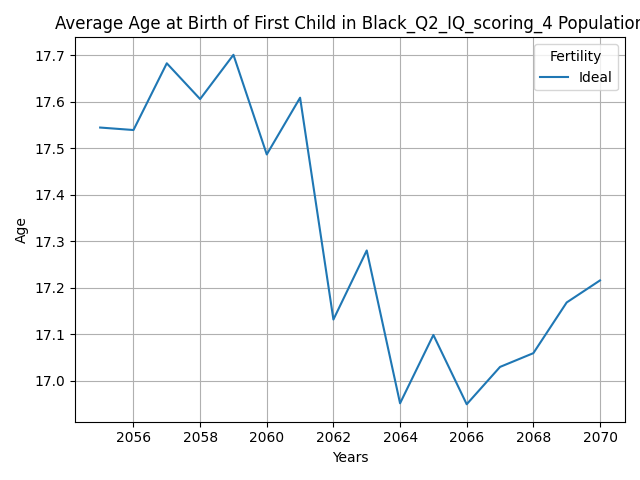 Average Age at Birth of First Child in Black_Q2_IQ_scoring_4 Population
Fertility
Ideal
17.7
17.6
17.5
17.4
17.3
17.2
17.1
17.0
Age
2056 2058 2060 2062 2064 2066 2068 2070
Years